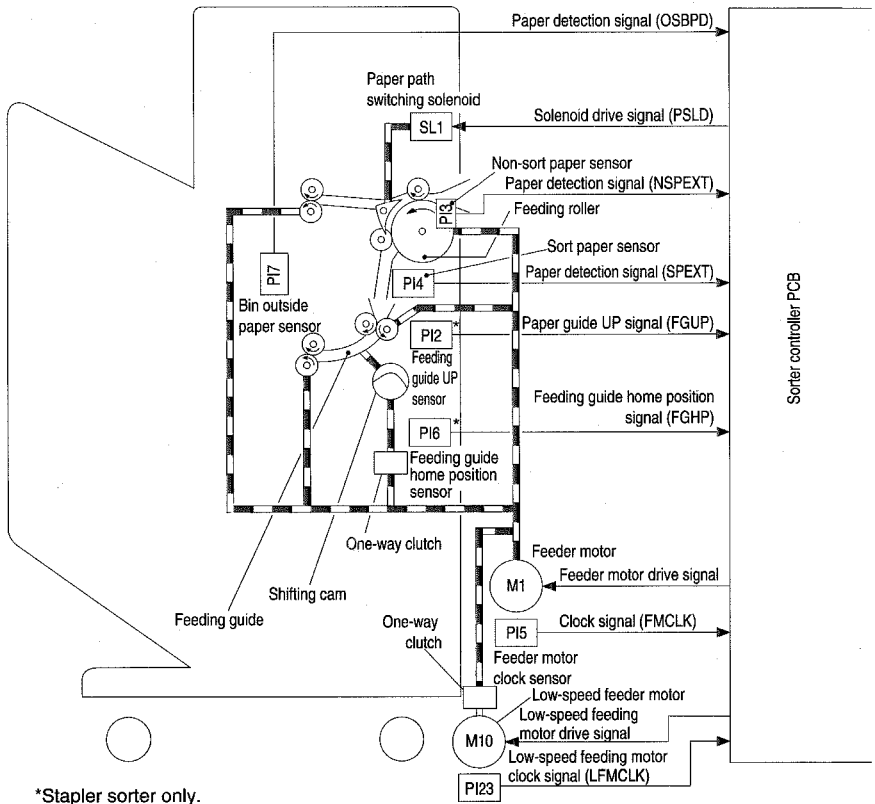 Paper detection signal (OSBPD)
Paper path
switching solenoid
SL1
Solenoid drive signal (PSLD)
Non-sort paper sensor
Paper detection signal (NSPEXT)
PI3
Feeding roller
Sort paper sensor
PI7
PI4
Paper detection signal (SPEXT)
Bin outside
paper sensor
PI2
*
Paper guide UP signal (FGUP)
Feeding
guide UP
sensor
Sorter controller PCB
Feeding guide home position
signal (FGHP)
PI6
*
Feeding guide
home position
sensor
One-way clutch
Feeder motor
M1
Feeder motor drive signal
Shifting cam
Feeding guide
One-way
clutch
PI5
Clock signal (FMCLK)
Feeder motor
clock sensor
Low-speed feeder motor
Low-speed feeding
motor drive signal
M10
Low-speed feeding motor
clock signal (LFMCLK)
PI23
*Stapler sorter only.